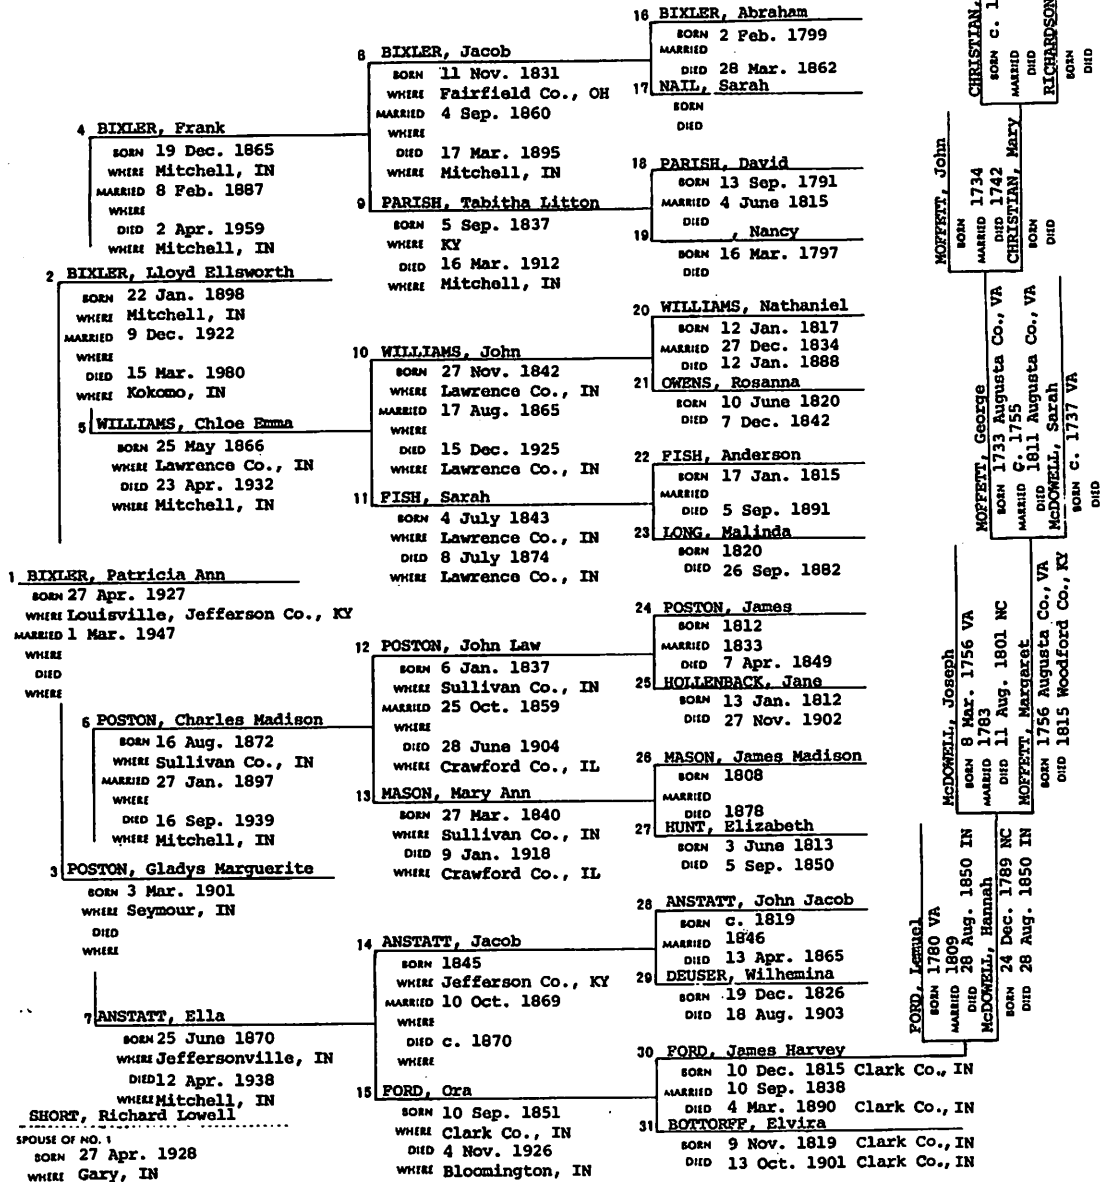 1 BIXLER, Patricia Ann
BORN 27 Apr. 1927
WHERE Louisville, Jefferson Co., KY
MARRIED 1 Mar. 1947
WHERE
DIED
WHERE
SHORT, Richard Lowell
SPOUSE OF NO. 1
BORN 27 Apr. 1928
WHERE Gary, IN
2 BIXLER, Lloyd Ellsworth
BORN 22 Jan. 1898
WHERE Mitchell, IN
MARRIED 9 Dec. 1922
WHERE
DIED 15 Mar. 1980
WHERE Kokomo, IN
3 POSTON, Gladys Marguerite
BORN 3 Mar. 1901
WHERE Seymour, IN
DIED
WHERE
4 BIXLER, Frank
BORN 19 Dec. 1865
WHERE Mitchell, IN
MARRIED 8 Feb. 1887
WHERE
DIED 2 Apr. 1959
WHERE Mitchell, IN
5 WILLIAMS, Chloe Emma
BORN 25 May 1866
WHERE Lawrence Co., IN
DIED 23 Apr. 1932
WHERE Mitchell, IN
6 POSTON, Charles Madison
BORN 16 Aug. 1872
WHERE Sullivan Co., IN
MARRIED 27 Jan. 1897
WHERE
DIED 16 Sep. 1939
WHERE Mitchell, IN
7 ANSTATT, Ella
BORN 25 June 1870
WHERE Jeffersonville, IN
DIED 12 Apr. 1938
WHERE Mitchell, IN
8 BIXLER, Jacob
BORN 11 Nov. 1831
WHERE Fairfield Co., OH
MARRIED 4 Sep. 1860
WHERE
DIED 17 Mar. 1895
WHERE Mitchell, IN
9 PARISH, Tabitha Litton
BORN 5 Sep. 1837
WHERE KY
DIED 16 Mar. 1912
WHERE Mitchell, IN
10 WILLIAMS, John
BORN 27 Nov. 1842
WHERE Lawrence Co., IN
MARRIED 17 Aug. 1865
WHERE
DIED 15 Dec. 1925
WHERE Lawrence Co., IN
11 FISH, Sarah
BORN 4 July 1843
WHERE Lawrence Co., IN
DIED 8 July 1874
WHERE Lawrence Co., IN
12 POSTON, John Law
BORN 6 Jan. 1837
WHERE Sullivan Co., IN
MARRIED 25 Oct. 1859
WHERE
DIED 28 June 1904
WHERE Crawford Co., IL
13 MASON, Mary Ann
BORN 27 Mar. 1840
WHERE Sullivan Co., IN
DIED 9 Jan. 1918
WHERE Crawford Co., IL
14 ANSTATT, Jacob
BORN 1845
WHERE Jefferson Co., KY
MARRIED 10 Oct. 1869
WHERE
DIED c. 1870
WHERE
15 FORD, Ora
BORN 10 Sep. 1851
WHERE Clark Co., IN
DIED 4 Nov. 1926
WHERE Bloomington, IN
16 BIXLER, Abraham
BORN 2 Feb. 1799
MARRIED
DIED 28 Mar. 1862
17 NAIL, Sarah
BORN
DIED
18 PARISH, David
BORN 13 Sep. 1791
MARRIED 4 June 1815
DIED
19 , Nancy
BORN 16 Mar. 1797
DIED
20 WILLIAMS, Nathaniel
BORN 12 Jan. 1817
MARRIED 27 Dec. 1834
DIED 12 Jan. 1888
21 OWENS, Rosanna
BORN 10 June 1820
DIED 7 Dec. 1842
22 FISH, Anderson
BORN 17 Jan. 1815
MARRIED
DIED 5 Sep. 1891
23 LONG, Malinda
BORN 1820
DIED 26 Sep. 1882
24 POSTON, James
BORN 1812
MARRIED 1833
DIED 7 Apr. 1849
25 HOLLENBACK, Jane
BORN 13 Jan. 1812
DIED 27 Nov. 1902
26 MASON, James Madison
BORN 1808
MARRIED
DIED 1878
27 HUNT, Elizabeth
BORN 3 June 1813
DIED 5 Sep. 1850
28 ANSTATT, John Jacob
BORN c. 1819
MARRIED 1846
DIED 13 Apr. 1865
29 DEUSER, Wilhemina
BORN 19 Dec. 1826
DIED 18 Aug. 1903
30 FORD, James Harvey
BORN 10 Dec. 1815 Clark Co., IN
MARRIED 10 Sep. 1838
DIED 4 Mar. 1890 Clark Co., IN
31 BOTTORFF, Elvira
BORN 9 Nov. 1819 Clark Co., IN
DIED 13 Oct. 1901 Clark Co., IN
FORD, Lemuel
BORN 1780 VA
MARRIED 1809
DIED 28 Aug. 1850 IN
McDOWELL, Hannah
BORN 24 Dec. 1789 NC
DIED 28 Aug. 1850 IN
McDOWELL, Joseph
BORN 8 Mar. 1756 VA
MARRIED 1783
DIED 11 Aug. 1801 NC
MOFFETT, Margaret
BORN 1756 Augusta Co., VA
DIED 1815 Woodford Co., KY
MOFFETT, George
BORN 1733 Augusta Co., VA
MARRIED c. 1755
DIED 1811 Augusta Co., VA
McDOWELL, Sarah
BORN c. 1737 VA
DIED
MOFFETT, John
BORN
MARRIED 1734
DIED 1742
CHRISTIAN, Mary
BORN
DIED
CHRISTIAN,
BORN c. 1
MARRIED
DIED
RICHARDSON
BORN
DIED